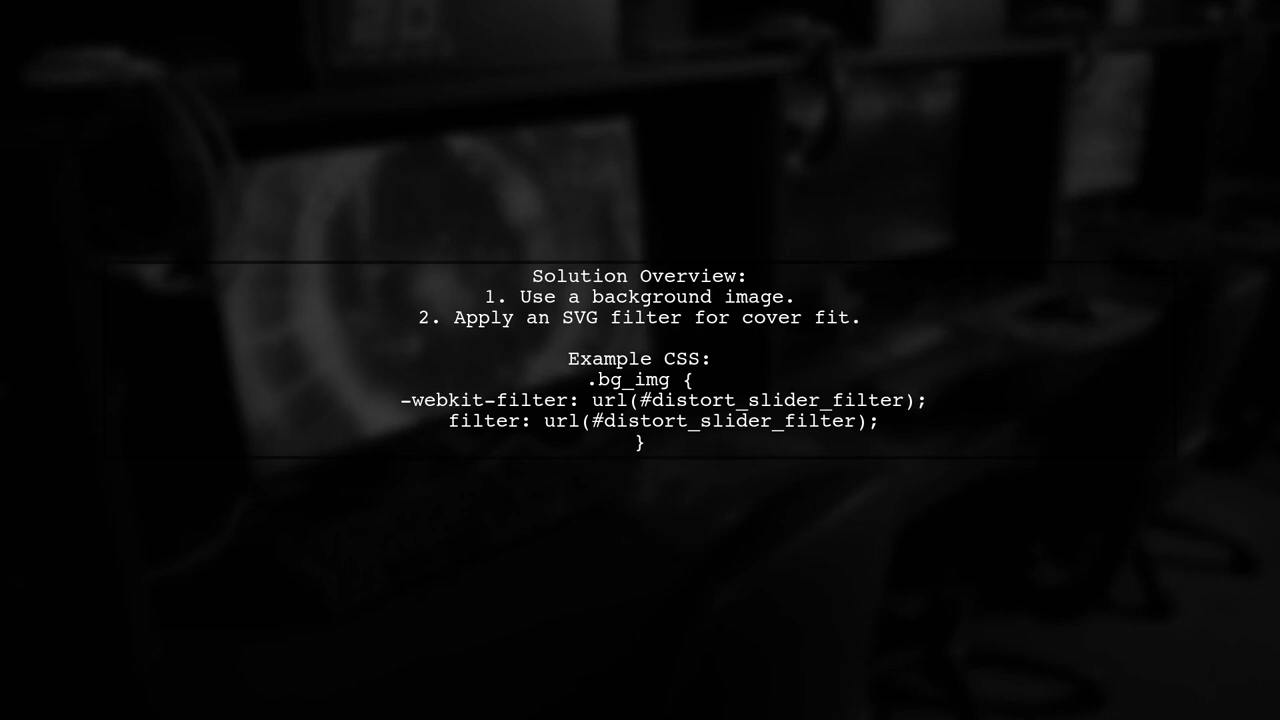 Solution Overview:
1. Use a background image.
2. Apply an SVG filter for cover fit.
Example CSS:
.bg_img {
-webkit-filter: url(#distort_slider_filter);
filter: url(#distort_slider_filter);
}